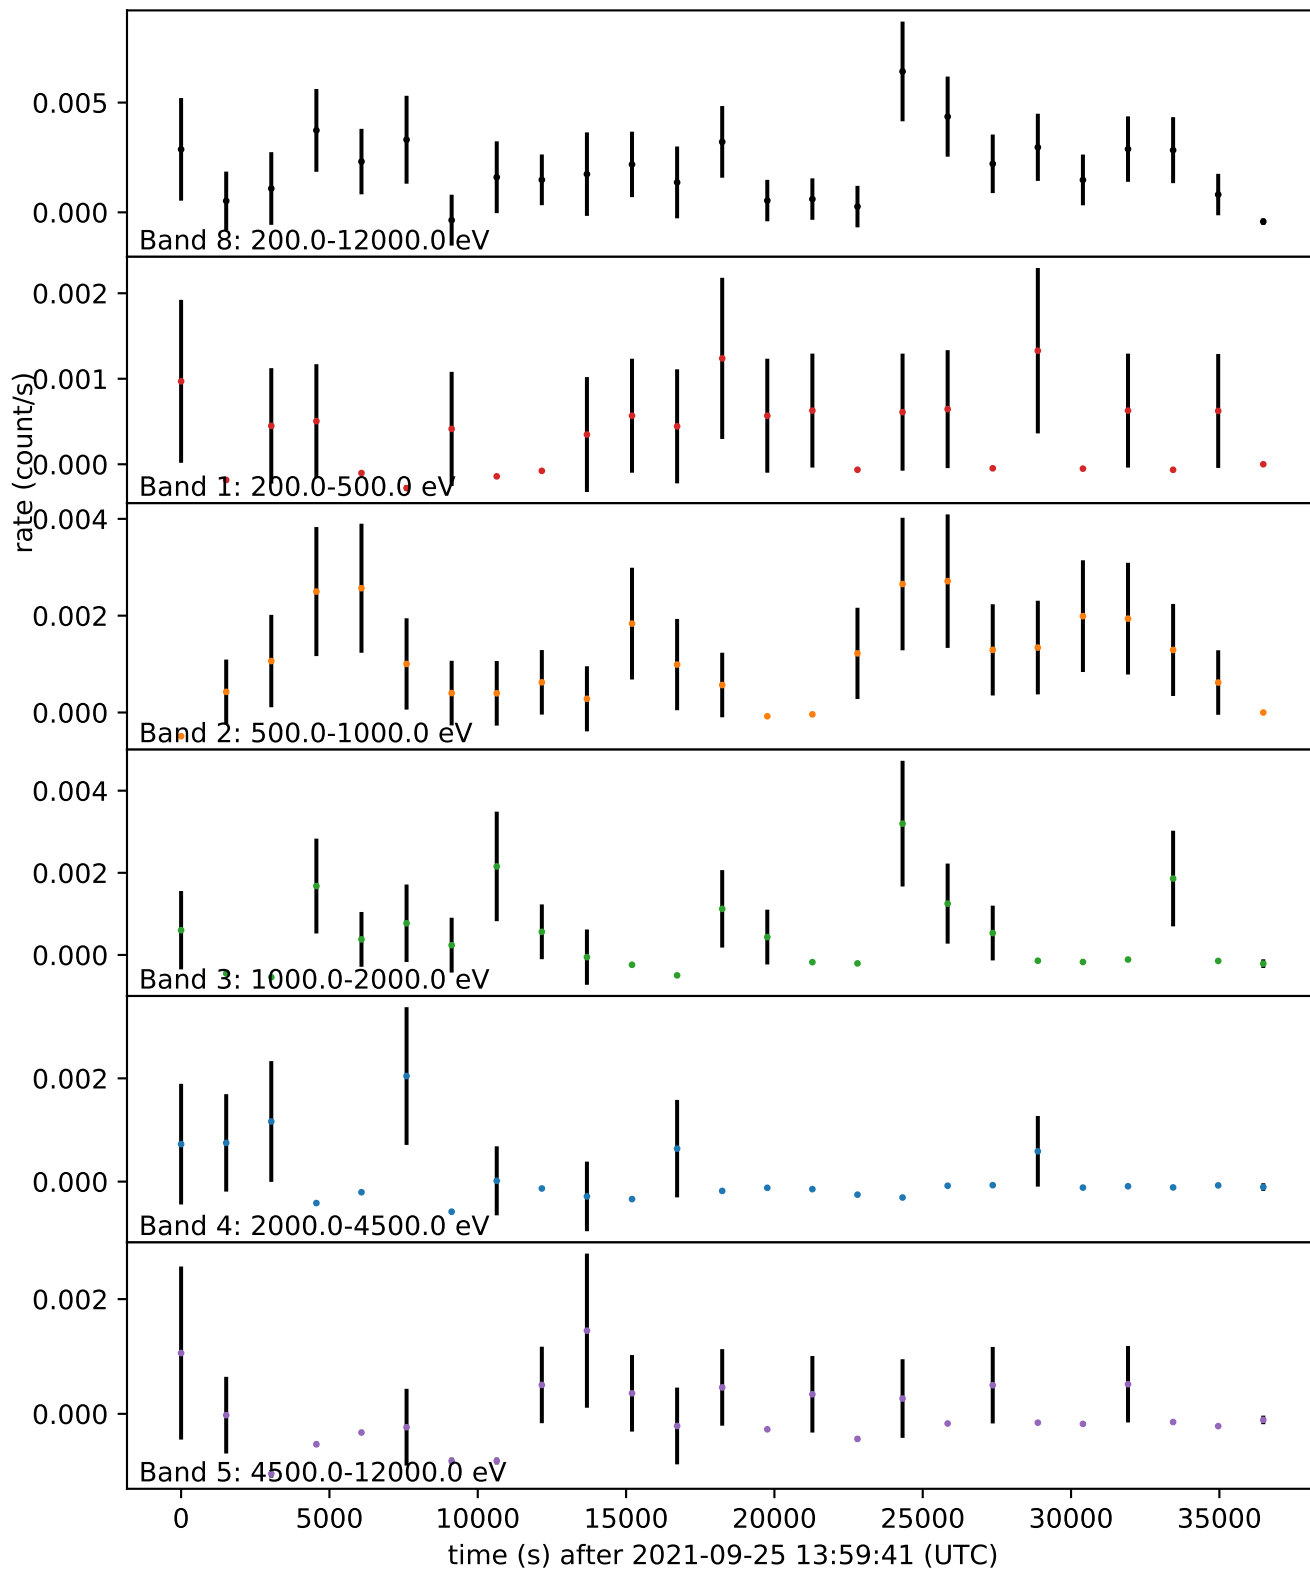 0.005
0.000
Band 8: 200.0-12000.0 eV
0.002
0.001
0.000
Band 1: 200.0-500.0 eV
rate (count/s)
0.004
0.002
0.000
Band 2: 500.0-1000.0 eV
0.004
0.002
0.000
Band 3: 1000.0-2000.0 eV
0.002
0.000
Band 4: 2000.0-4500.0 eV
0.002
0.000
Band 5: 4500.0-12000.0 eV
0 5000 10000 15000 20000 25000 30000 35000
time (s) after 2021-09-25 13:59:41 (UTC)